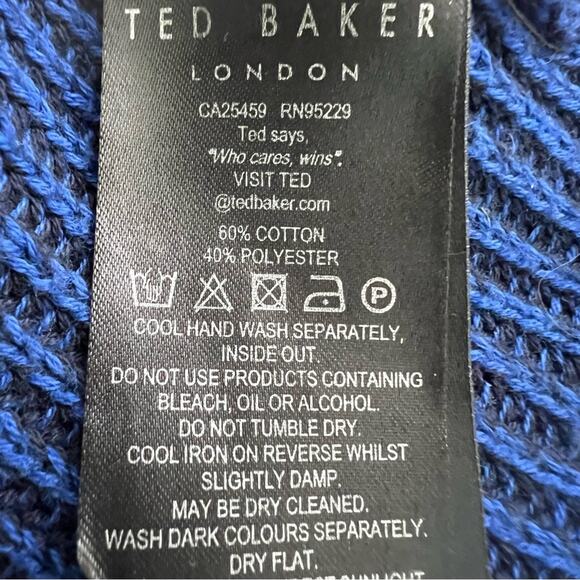 TED BAKER
LONDON
CA25459 RN95229
Ted says,
"Who cares, wins".
VISIT TED
@tedbaker.com
60% COTTON
40% POLYESTER
P
COOL HAND WASH SEPARATELY,
INSIDE OUT.
DO NOT USE PRODUCTS CONTAINING
BLEACH, OIL OR ALCOHOL.
DO NOT TUMBLE DRY.
COOL IRON ON REVERSE WHILST
SLIGHTLY DAMP.
MAY BE DRY CLEANED.
WASH DARK COLOURS SEPARATELY.
DRY FLAT.
SUNLIGHT